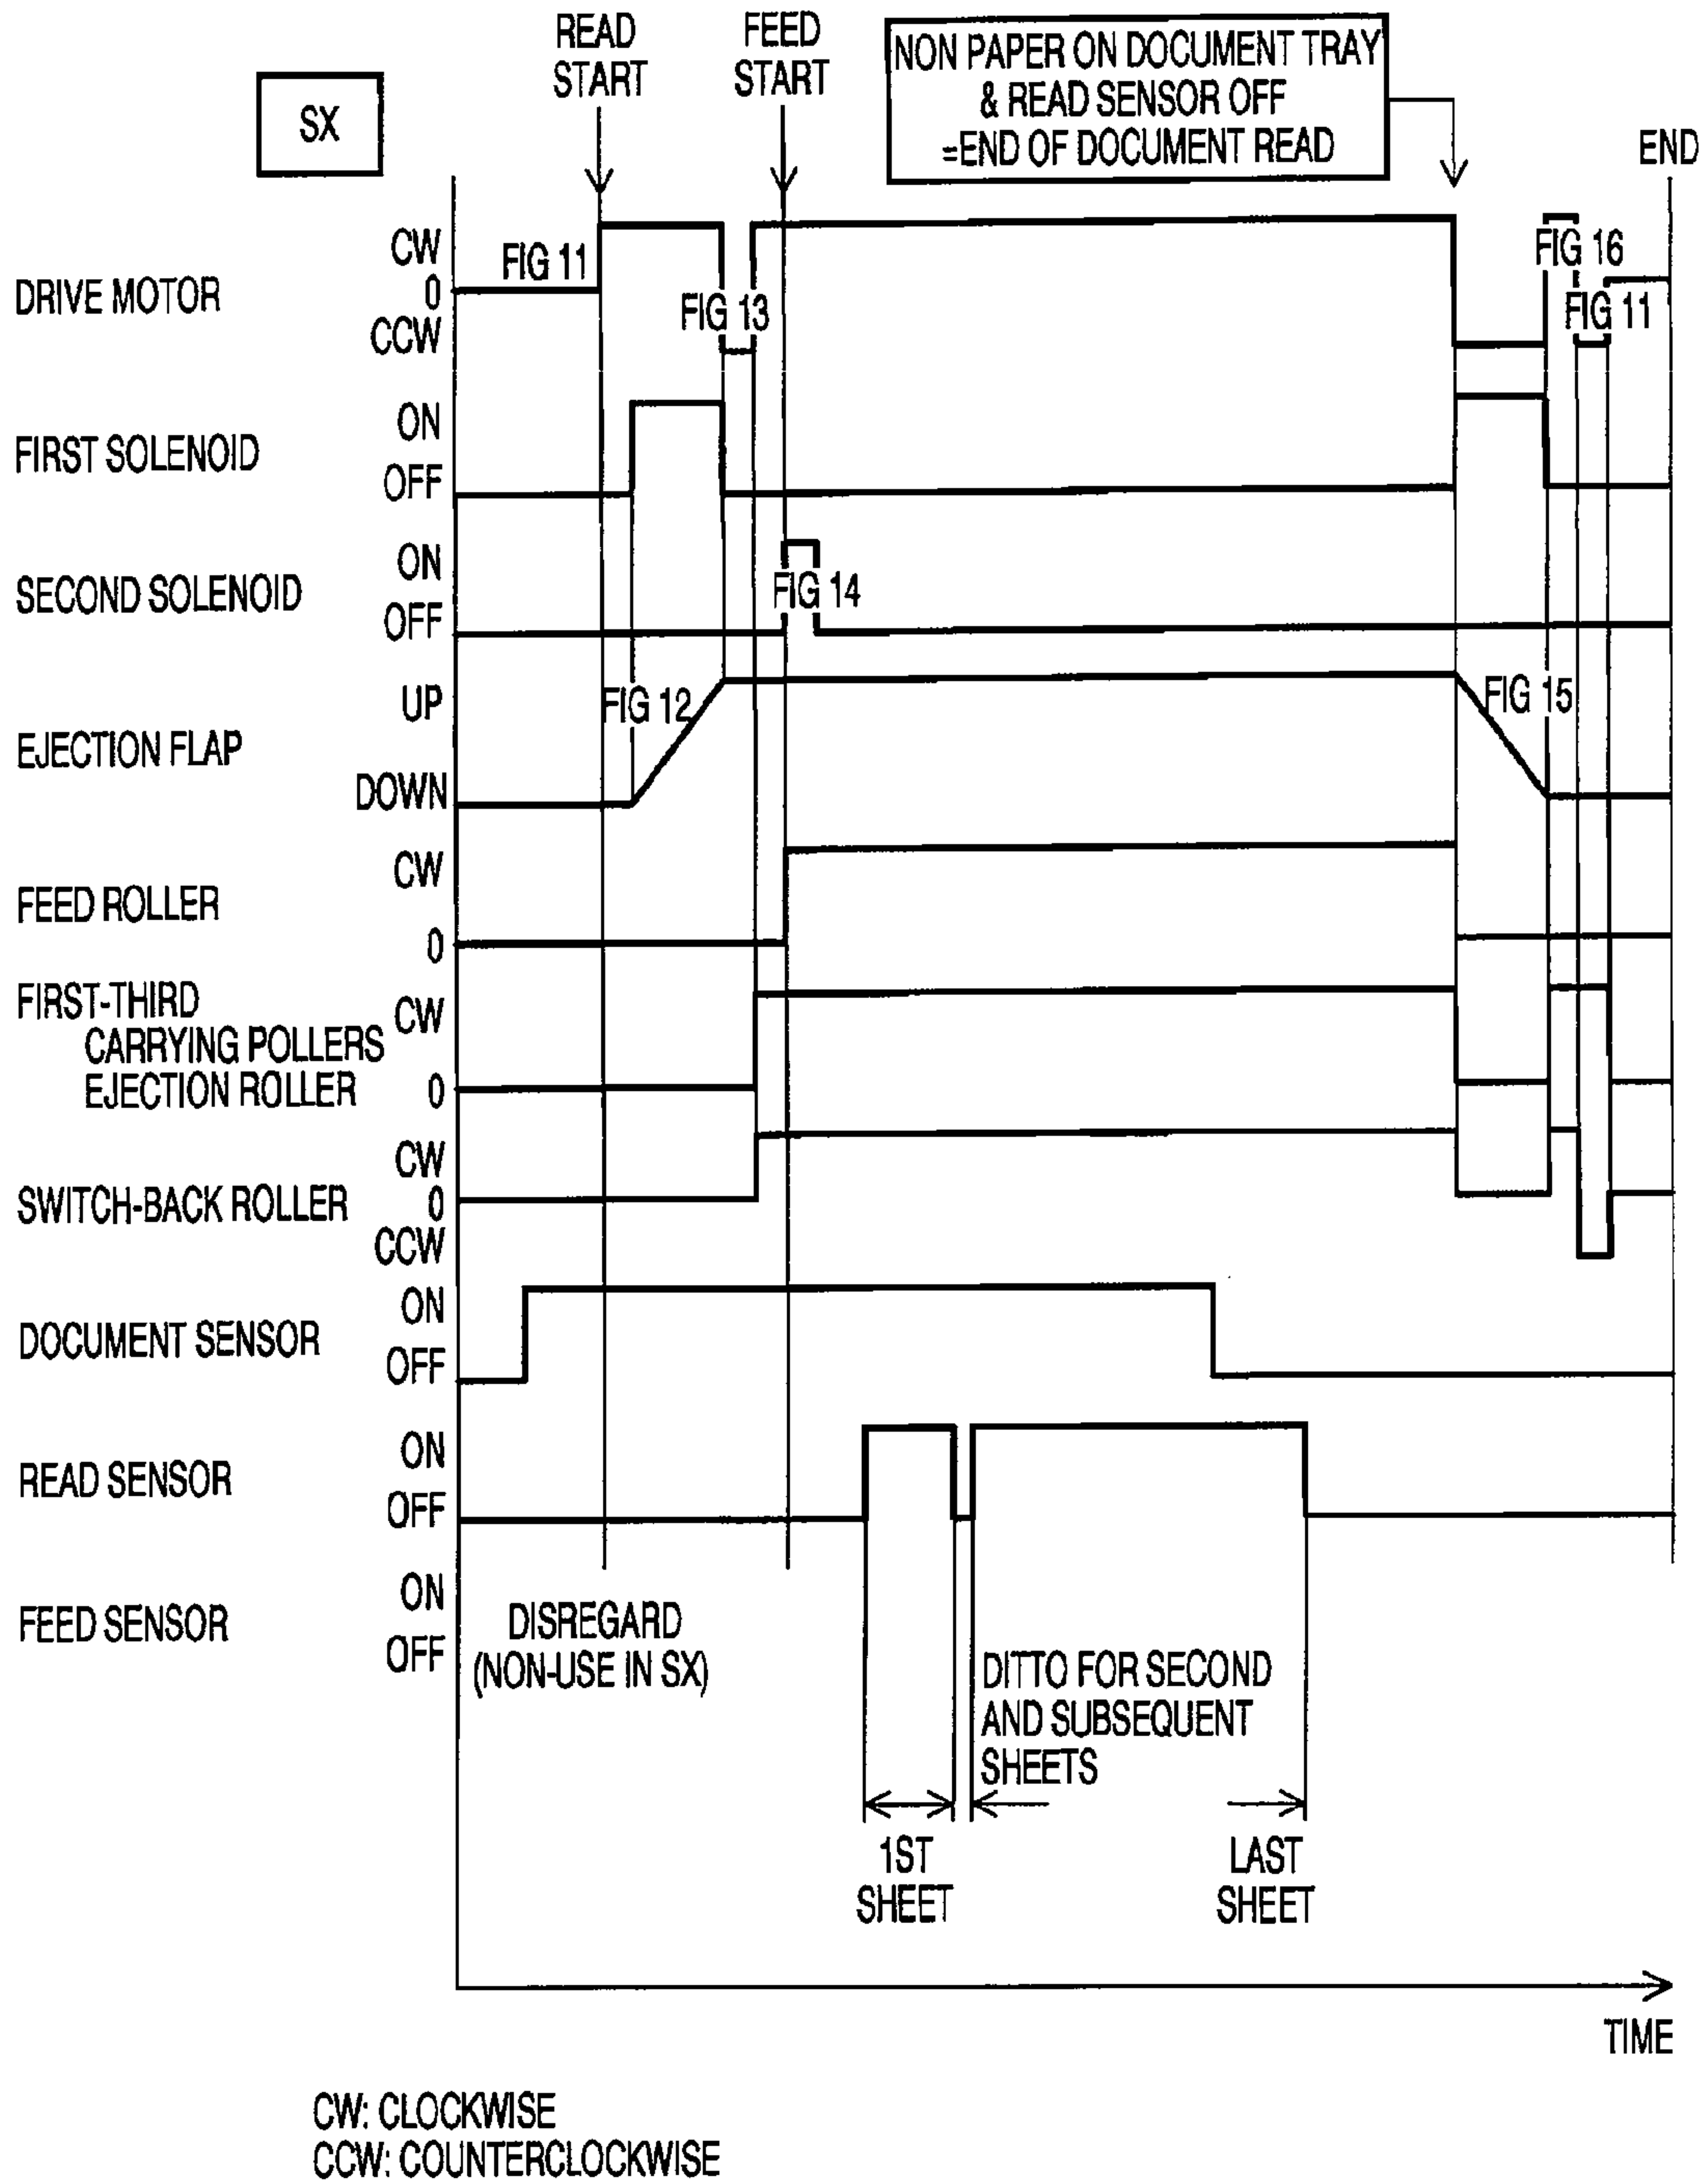 READ
START
FEED
START
NON PAPER ON DOCUMENT TRAY
& READ SENSOR OFF
=END OF DOCUMENT READ
SX
END
DRIVE MOTOR
CW
0
CCW
FIG 11
FIG 13
FIG 16
FIG 11
FIRST SOLENOID
ON
OFF
SECOND SOLENOID
ON
OFF
FIG 14
EJECTION FLAP
UP
DOWN
FIG 12
FIG 15
FEED ROLLER
CW
0
FIRST-THIRD
CARRYING POLLERS
EJECTION ROLLER
CW
0
SWITCH-BACK ROLLER
CW
0
CCW
DOCUMENT SENSOR
ON
OFF
READ SENSOR
ON
OFF
FEED SENSOR
ON
OFF
DISREGARD
(NON-USE IN SX)
DITTO FOR SECOND
AND SUBSEQUENT
SHEETS
1ST
SHEET
LAST
SHEET
TIME
CW: CLOCKWISE
CCW: COUNTERCLOCKWISE